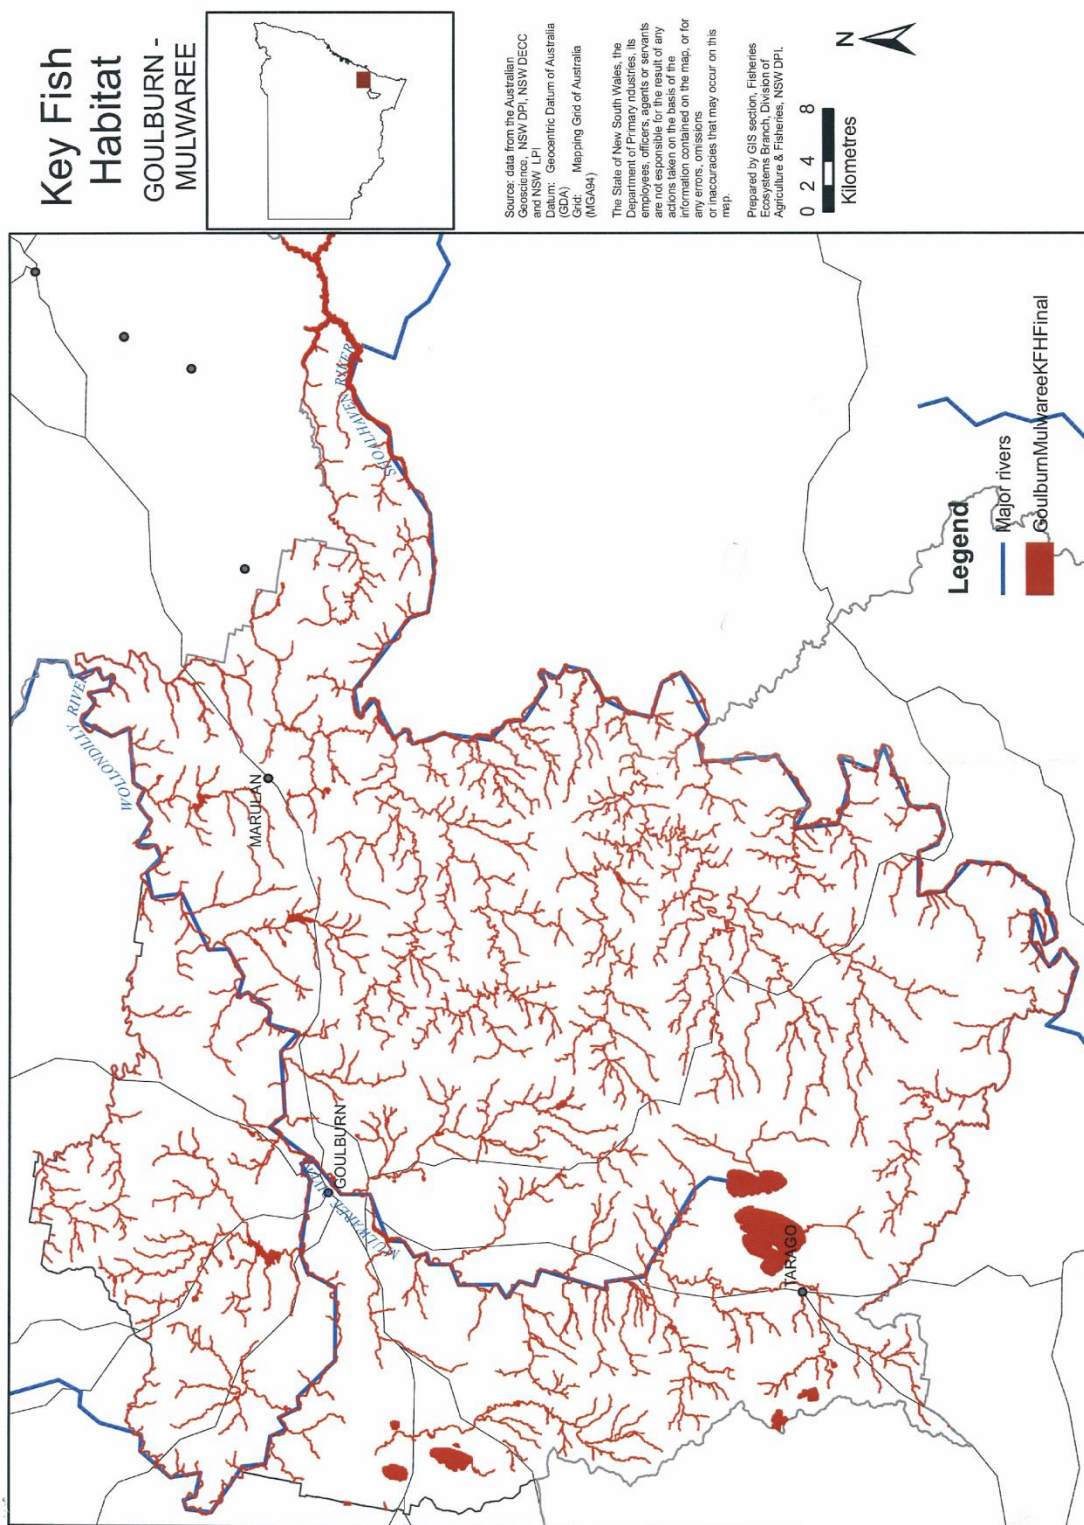 Key Fish
Habitat
GOULBURN -
MULWAREE
Source: data from the Australian
Geoscience, NSW DPI, NSW DECC
and NSW LPI
Datum: Geocentric Datum of Australia
(GDA)
Grid: Mapping Grid of Australia
(MGA94)
The State of New South Wales, the
Department of Primary ndustries, its
employees, officers, agents or servants
are not esponsible for the result of any
actions taken on the basis of the
information contained on the map, or for
any errors, omissions
or inaccuracies that may occur on this
map.
Prepared by GIS section, Fisheries
Ecosystems Branch, Division of
Agriculture & Fisheries, NSW DPI.
0 2 4 8
Kilometres
N
WOLLONDILLY RIVER
SHOALHAVEN RIVER
MARULAN
GOULBURN
MULWAREE
TARAGO
Legend
Major rivers
GoulburnMulwareeKFHFinal